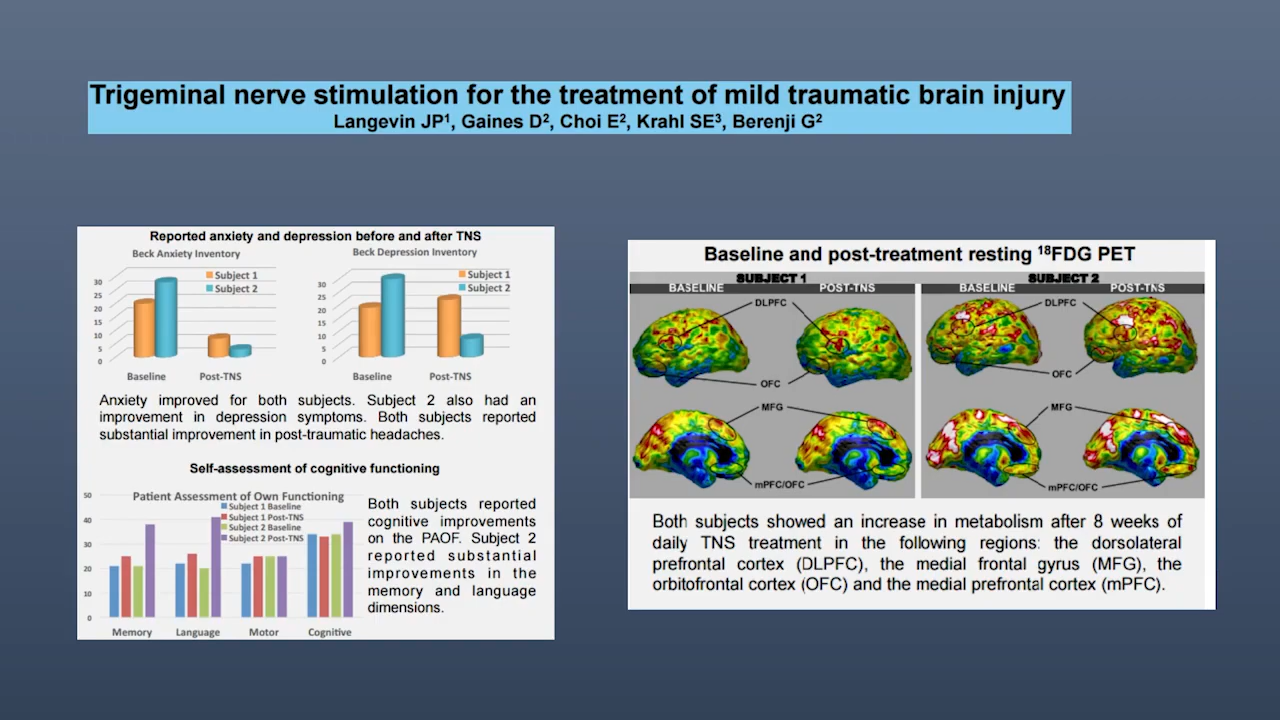 Trigeminal nerve stimulation for the treatment of mild traumatic brain injury
Langevin JP¹, Gaines D², Choi E², Krahl SE³, Berenji G²
Reported anxiety and depression before and after TNS
Beck Anxiety Inventory
Beck Depression Inventory
Subject 1
Subject 2
30
25
20
15
10
5
0
Baseline
Post-TNS
Subject 1
Subject 2
30
25
20
15
10
5
0
Baseline
Post-TNS
Anxiety improved for both subjects. Subject 2 also had an
improvement in depression symptoms. Both subjects reported
substantial improvement in post-traumatic headaches.
Self-assessment of cognitive functioning
Patient Assessment of Own Functioning
Subject 1 Baseline
Subject 1 Post-TNS
Subject 2 Baseline
Subject 2 Post-TNS
50
40
30
20
10
0
Memory
Language
Motor
Cognitive
Both subjects reported
cognitive improvements
on the PAOF. Subject 2
reported substantial
improvements in the
memory and language
dimensions.
Baseline and post-treatment resting ¹⁸FDG PET
SUBJECT 1
BASELINE
POST-TNS
DLPFC
OFC
MFG
mPFC/OFC
SUBJECT 2
BASELINE
POST-TNS
DLPFC
OFC
MFG
mPFC/OFC
Both subjects showed an increase in metabolism after 8 weeks of
daily TNS treatment in the following regions: the dorsolateral
prefrontal cortex (DLPFC), the medial frontal gyrus (MFG), the
orbitofrontal cortex (OFC) and the medial prefrontal cortex (mPFC).